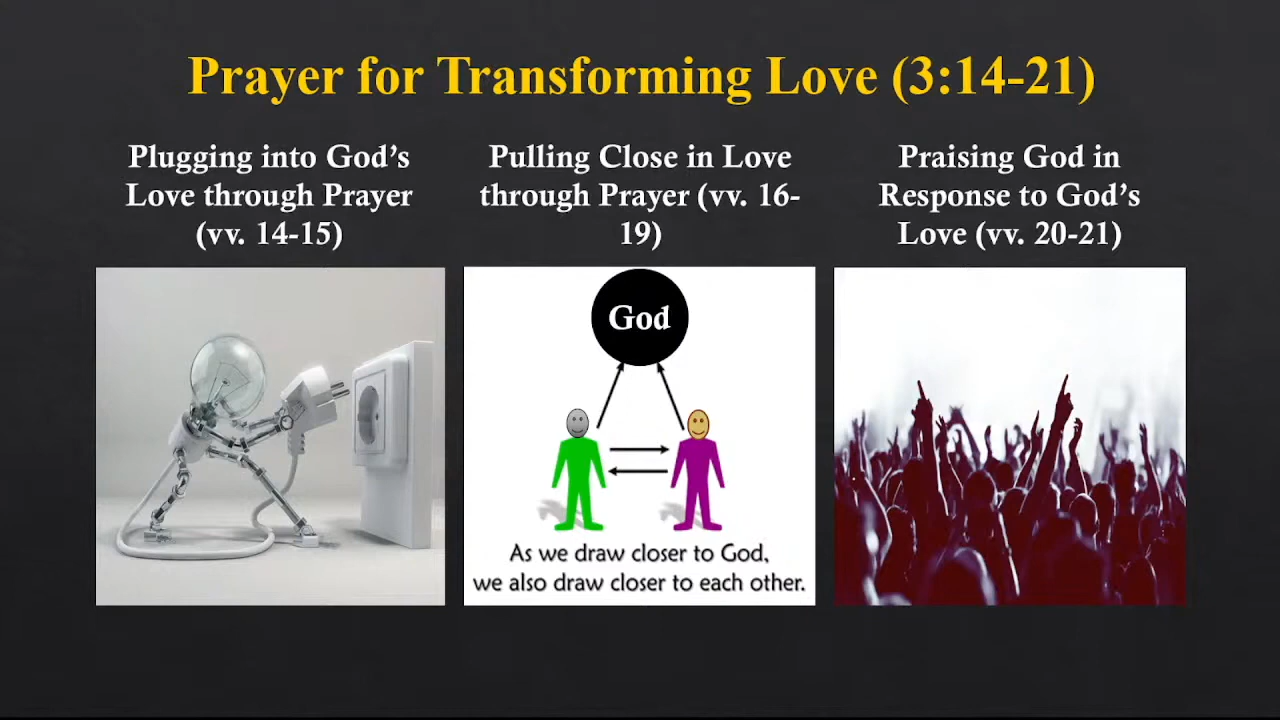 Prayer for Transforming Love (3:14-21)
Plugging into God's
Love through Prayer
(vv. 14-15)
Pulling Close in Love
through Prayer (vv. 16-
19)
Praising God in
Response to God's
Love (vv. 20-21)
God
As we draw closer to God,
we also draw closer to each other.